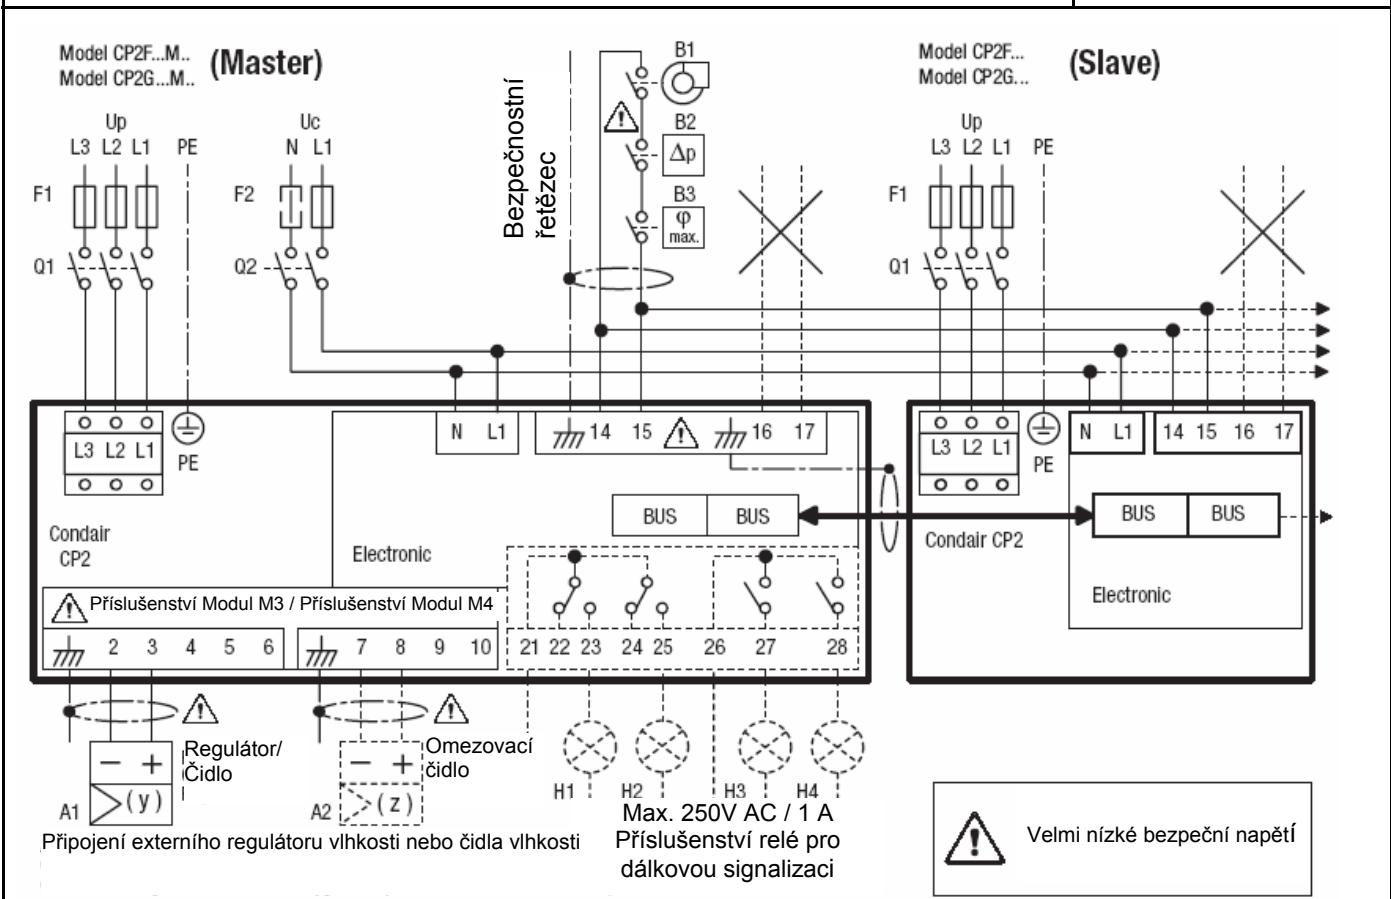 Model CP2F...M..
Model CP2G...M..
(Master)
Bezpečnostní
řetězec
B1
Model CP2F...
Model CP2G...
(Slave)
Up
L3 L2 L1 PE
Uc
N L1
B2
Δp
Up
L3 L2 L1 PE
F1
F2
B3
φ
max.
F1
Q1
Q2
Q1
L3 L2 L1
PE
N L1
14 15
16 17
L3 L2 L1
PE
N L1
14 15 16 17
BUS BUS
BUS BUS
Condair
CP2
Electronic
Condair CP2
Electronic
Příslušenství Modul M3 / Příslušenství Modul M4
2 3 4 5 6
7 8 9 10
21 22 23 24 25 26 27 28
Regulátor/
Čidlo
Omezovací
čidlo
− +
(y)
A1
− +
(z)
A2
H1 H2 H3 H4
Max. 250V AC / 1 A
Příslušenství relé pro
dálkovou signalizaci
Připojení externího regulátoru vlhkosti nebo čidla vlhkosti
Velmi nízké bezpeční napětí